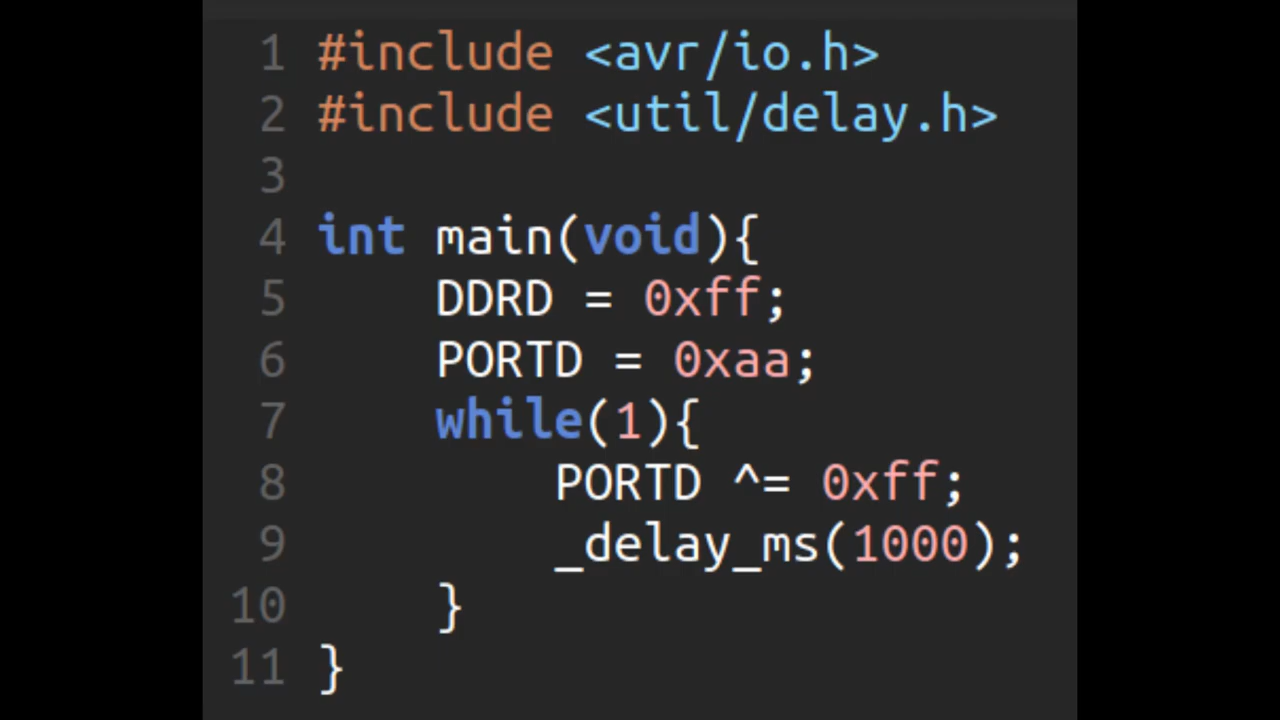 1 #include <avr/io.h>
2 #include <util/delay.h>
3
4 int main(void){
5     DDRD = 0xff;
6     PORTD = 0xaa;
7     while(1){
8         PORTD ^= 0xff;
9         _delay_ms(1000);
10     }
11 }